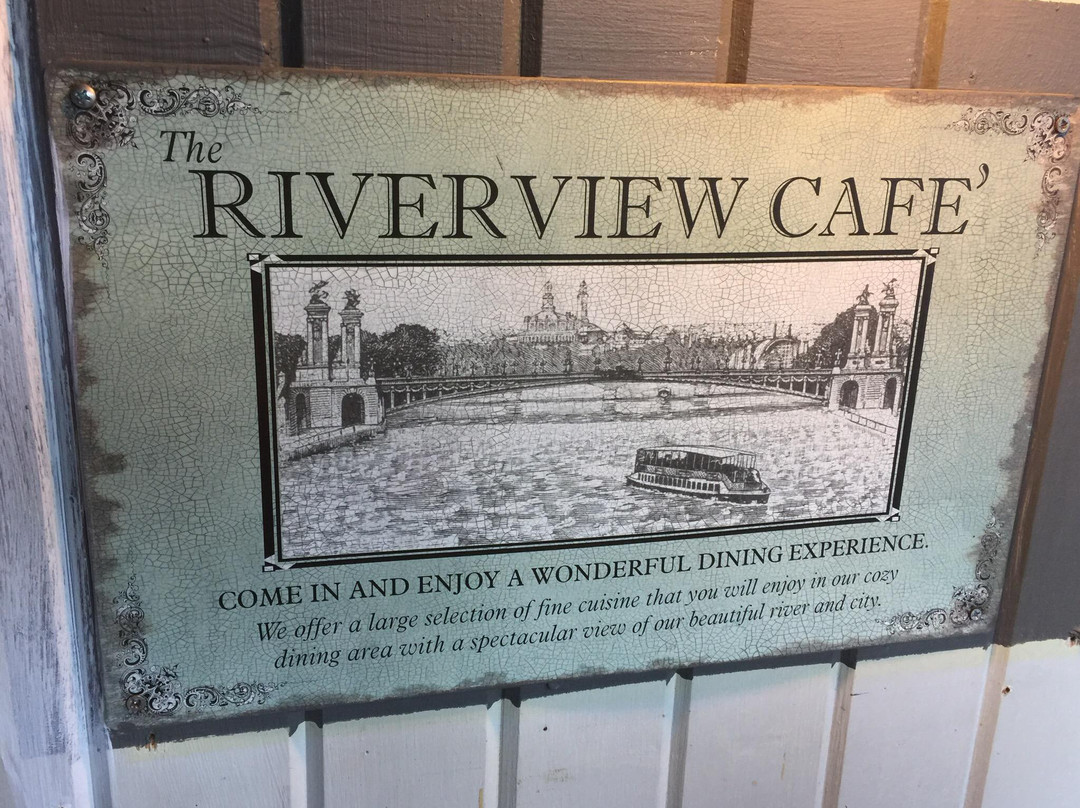 The
RIVERVIEW CAFE'
COME IN AND ENJOY A WONDERFUL DINING EXPERIENCE.
We offer a large selection of fine cuisine that you will enjoy in our cozy
dining area with a spectacular view of our beautiful river and city.